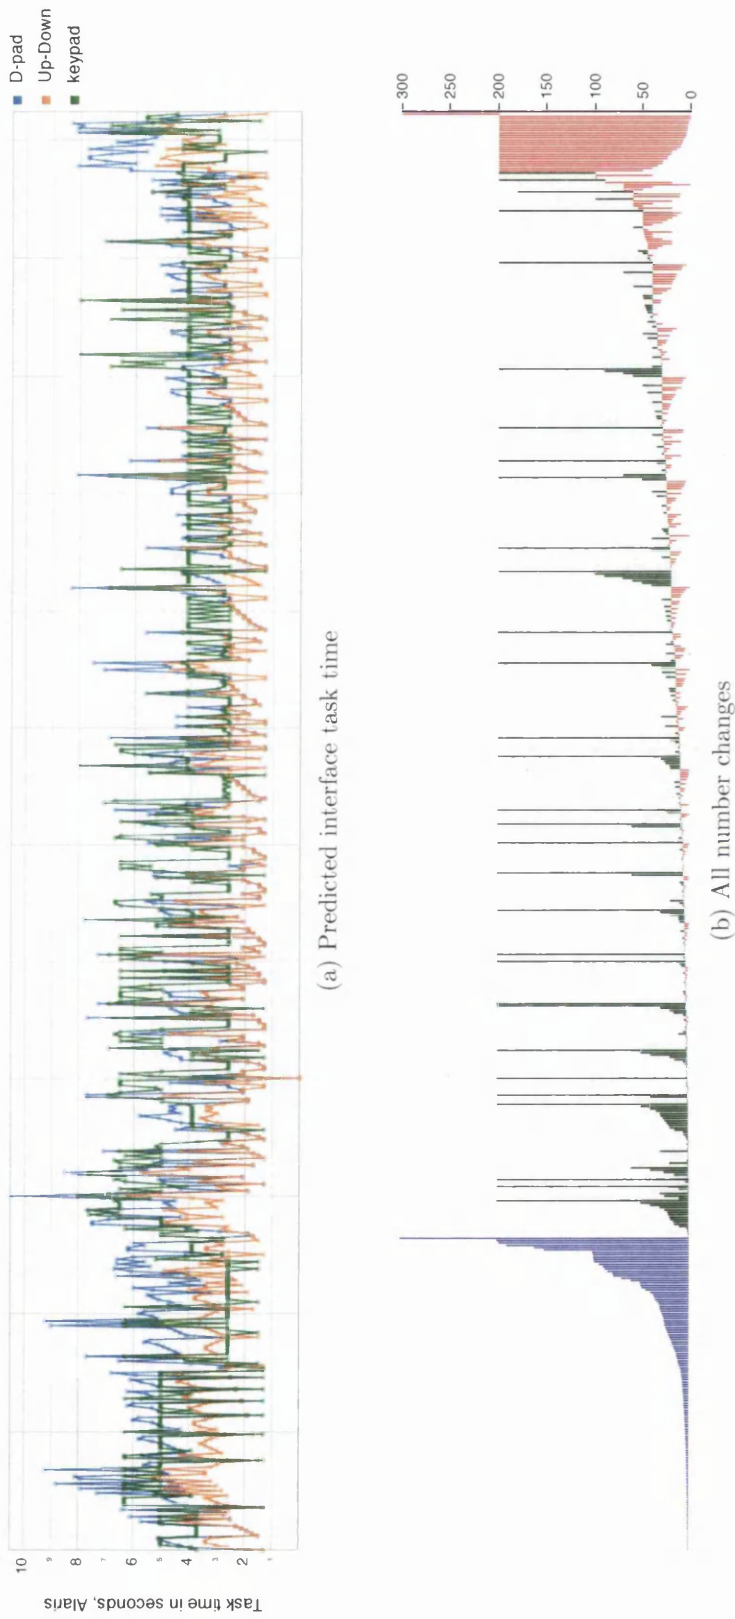 D-pad
Up-Down
keypad
10
9
8
7
6
5
4
3
2
1
Task time in seconds, Alaris
(a) Predicted interface task time
300
250
200
150
100
50
0
(b) All number changes